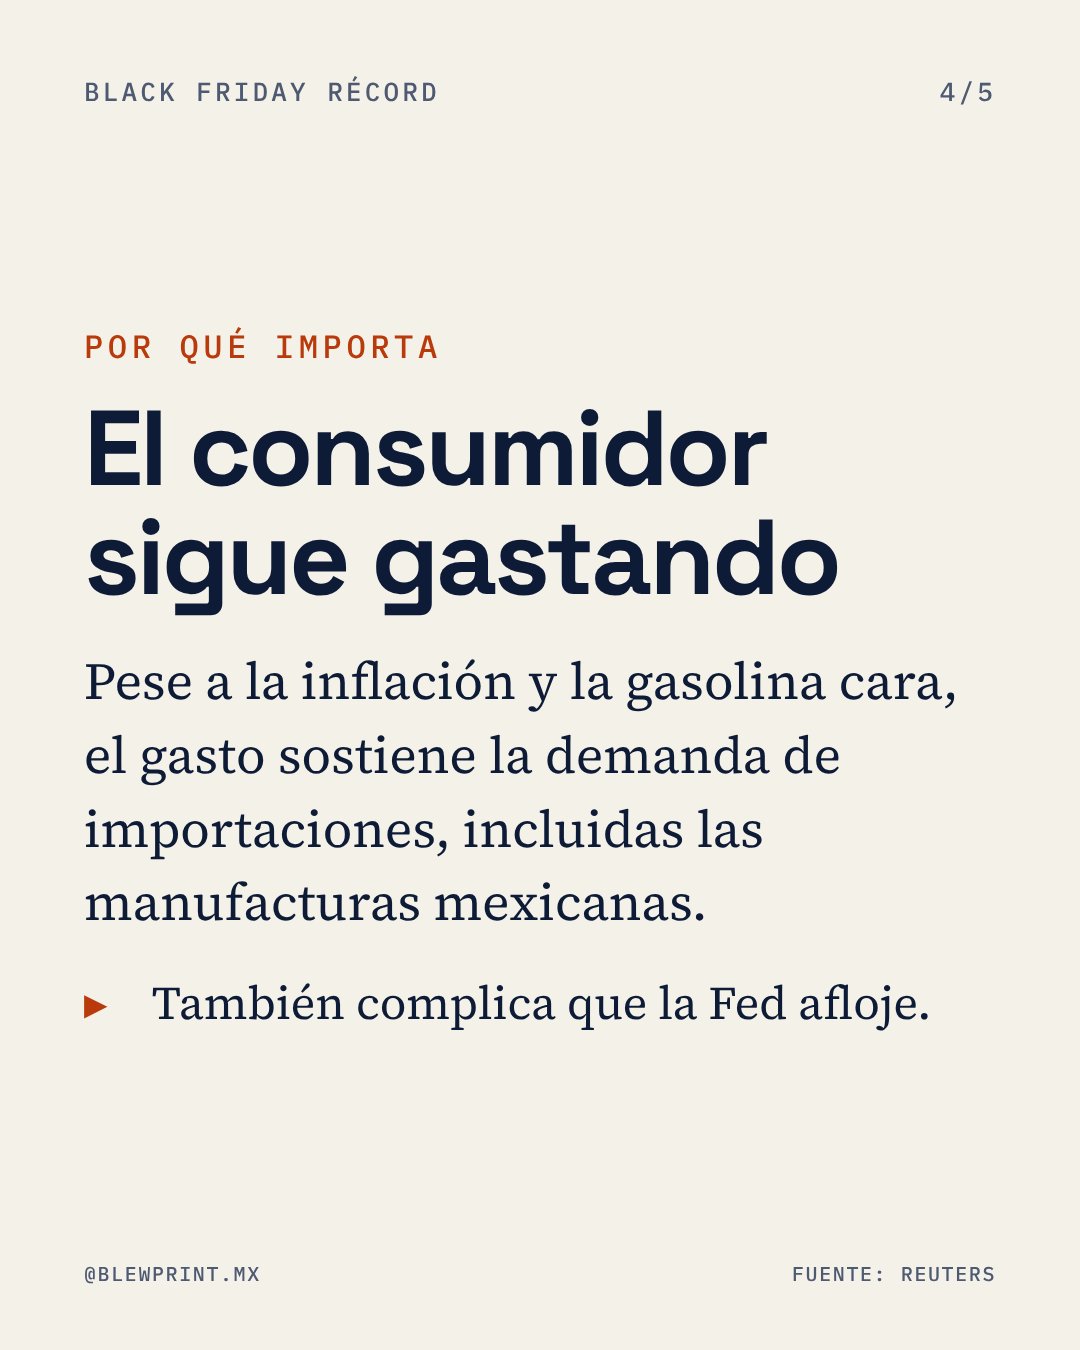 BLACK FRIDAY RÉCORD
4/5
POR QUÉ IMPORTA
El consumidor
sigue gastando
Pese a la inflación y la gasolina cara,
el gasto sostiene la demanda de
importaciones, incluidas las
manufacturas mexicanas.
► También complica que la Fed afloje.
@BLEWPRINT.MX
FUENTE: REUTERS